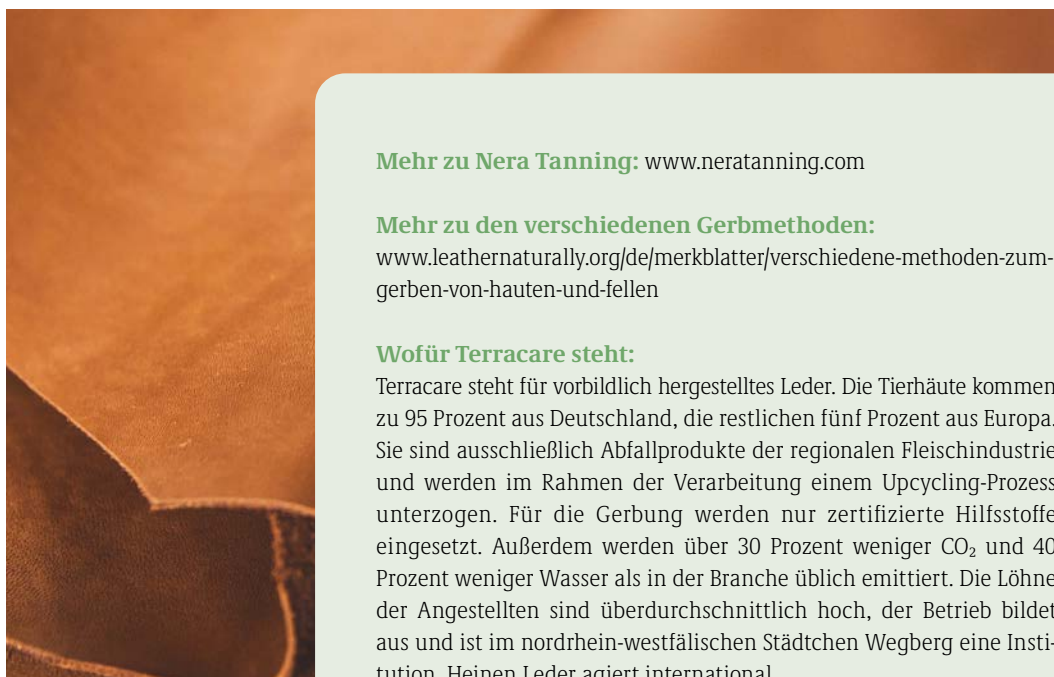 Mehr zu Nera Tanning: www.neratanning.com
Mehr zu den verschiedenen Gerbmethoden:
www.leathernaturally.org/de/merkblatter/verschiedene-methoden-zum-
gerben-von-hauten-und-fellen
Wofür Terracare steht:
Terracare steht für vorbildlich hergestelltes Leder. Die Tierhäute kommen
zu 95 Prozent aus Deutschland, die restlichen fünf Prozent aus Europa.
Sie sind ausschließlich Abfallprodukte der regionalen Fleischindustrie
und werden im Rahmen der Verarbeitung einem Upcycling-Prozess
unterzogen. Für die Gerbung werden nur zertifizierte Hilfsstoffe
eingesetzt. Außerdem werden über 30 Prozent weniger CO₂ und 40
Prozent weniger Wasser als in der Branche üblich emittiert. Die Löhne
der Angestellten sind überdurchschnittlich hoch, der Betrieb bildet
aus und ist im nordrhein-westfälischen Städtchen Wegberg eine Insti-
tution. Heinen Leder agiert international